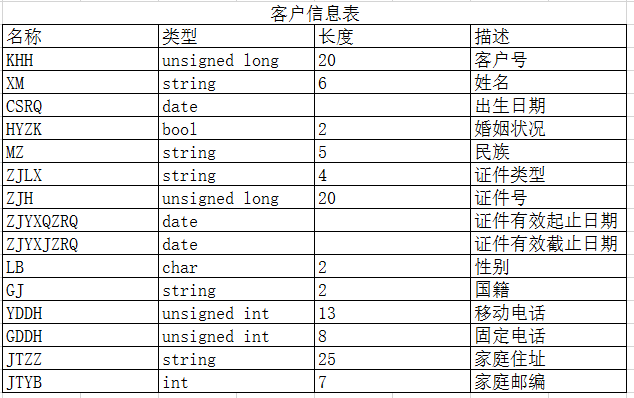 客户信息表
名称 类型 长度 描述
KHH unsigned long 20 客户号
XM string 6 姓名
CSRQ date 出生日期
HYZK bool 2 婚姻状况
MZ string 5 民族
ZJLX string 4 证件类型
ZJH unsigned long 20 证件号
ZJYXQZRQ date 证件有效起止日期
ZJYXJZRQ date 证件有效截止日期
LB char 2 性别
GJ string 2 国籍
YDDH unsigned int 13 移动电话
GDDH unsigned int 8 固定电话
JTZZ string 25 家庭住址
JTYB int 7 家庭邮编